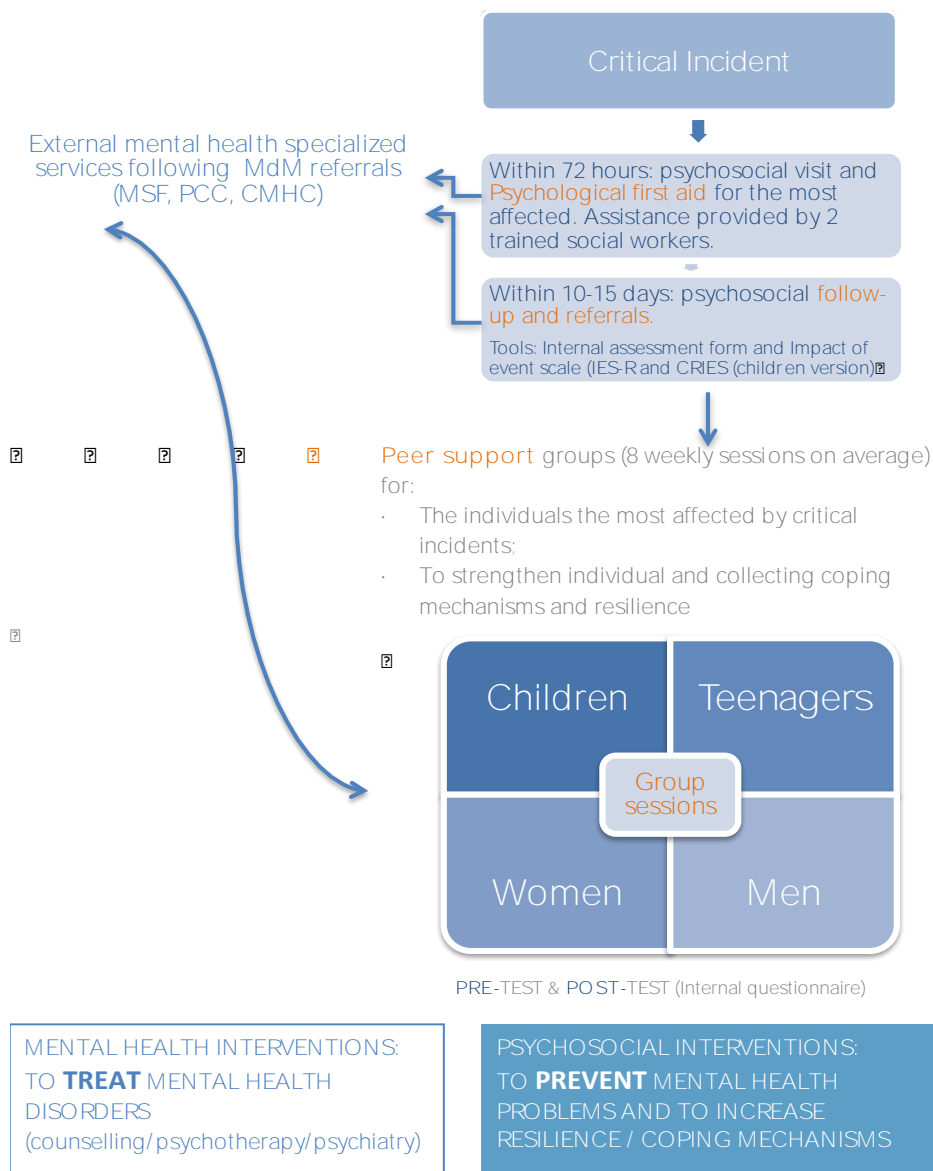 Critical Incident
External mental health specialized
services following MdM referrals
(MSF, PCC, CMHC)
Within 72 hours: psychosocial visit and
Psychological first aid for the most
affected. Assistance provided by 2
trained social workers.
Within 10-15 days: psychosocial follow-
up and referrals.
Tools: Internal assessment form and Impact of
event scale (IES-R and CRIES (children version)
Peer support groups (8 weekly sessions on average)
for:
· The individuals the most affected by critical
incidents;
· To strengthen individual and collecting coping
mechanisms and resilience
Children
Teenagers
Group
sessions
Women
Men
PRE-TEST & POST-TEST (Internal questionnaire)
MENTAL HEALTH INTERVENTIONS:
TO TREAT MENTAL HEALTH
DISORDERS
(counselling/psychotherapy/psychiatry)
PSYCHOSOCIAL INTERVENTIONS:
TO PREVENT MENTAL HEALTH
PROBLEMS AND TO INCREASE
RESILIENCE / COPING MECHANISMS